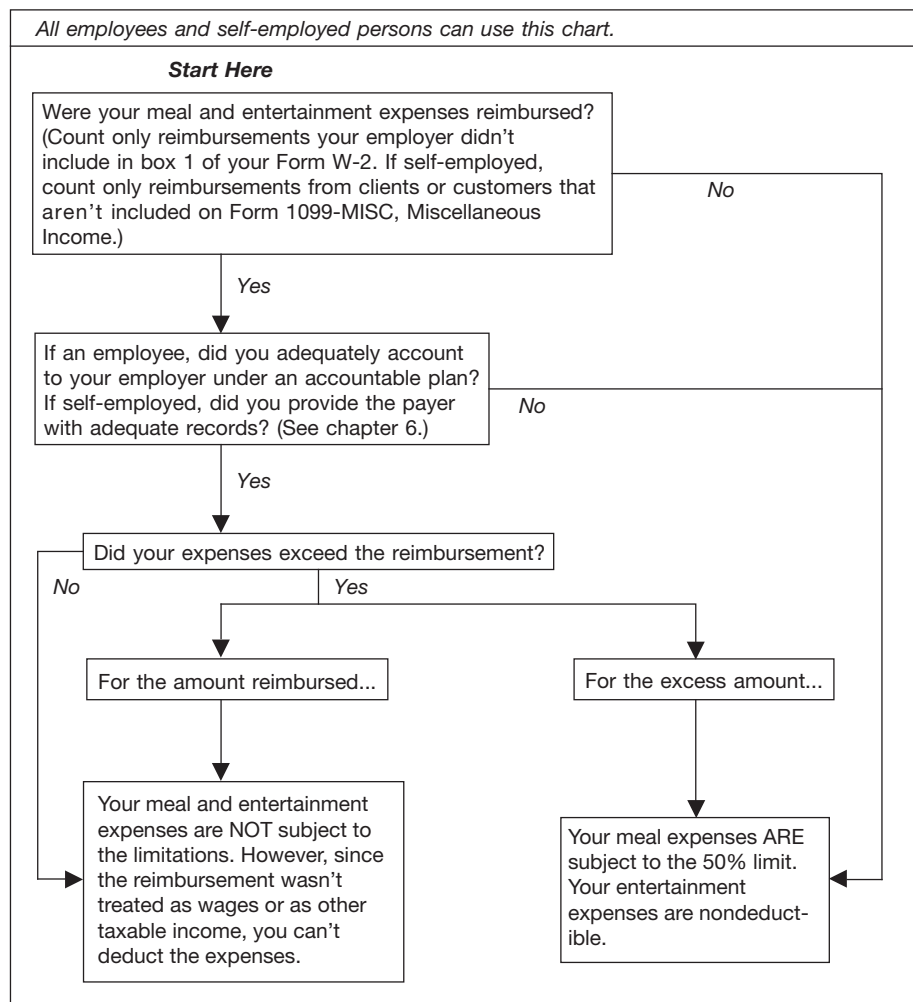 All employees and self-employed persons can use this chart.
Start Here
Were your meal and entertainment expenses reimbursed?
(Count only reimbursements your employer didn't
include in box 1 of your Form W-2. If self-employed,
count only reimbursements from clients or customers that
aren't included on Form 1099-MISC, Miscellaneous
Income.)
No
Yes
If an employee, did you adequately account
to your employer under an accountable plan?
If self-employed, did you provide the payer
with adequate records? (See chapter 6.)
No
Yes
Did your expenses exceed the reimbursement?
No
Yes
For the amount reimbursed...
For the excess amount...
Your meal and entertainment
expenses are NOT subject to
the limitations. However, since
the reimbursement wasn't
treated as wages or as other
taxable income, you can't
deduct the expenses.
Your meal expenses ARE
subject to the 50% limit.
Your entertainment
expenses are nondeduct-
ible.